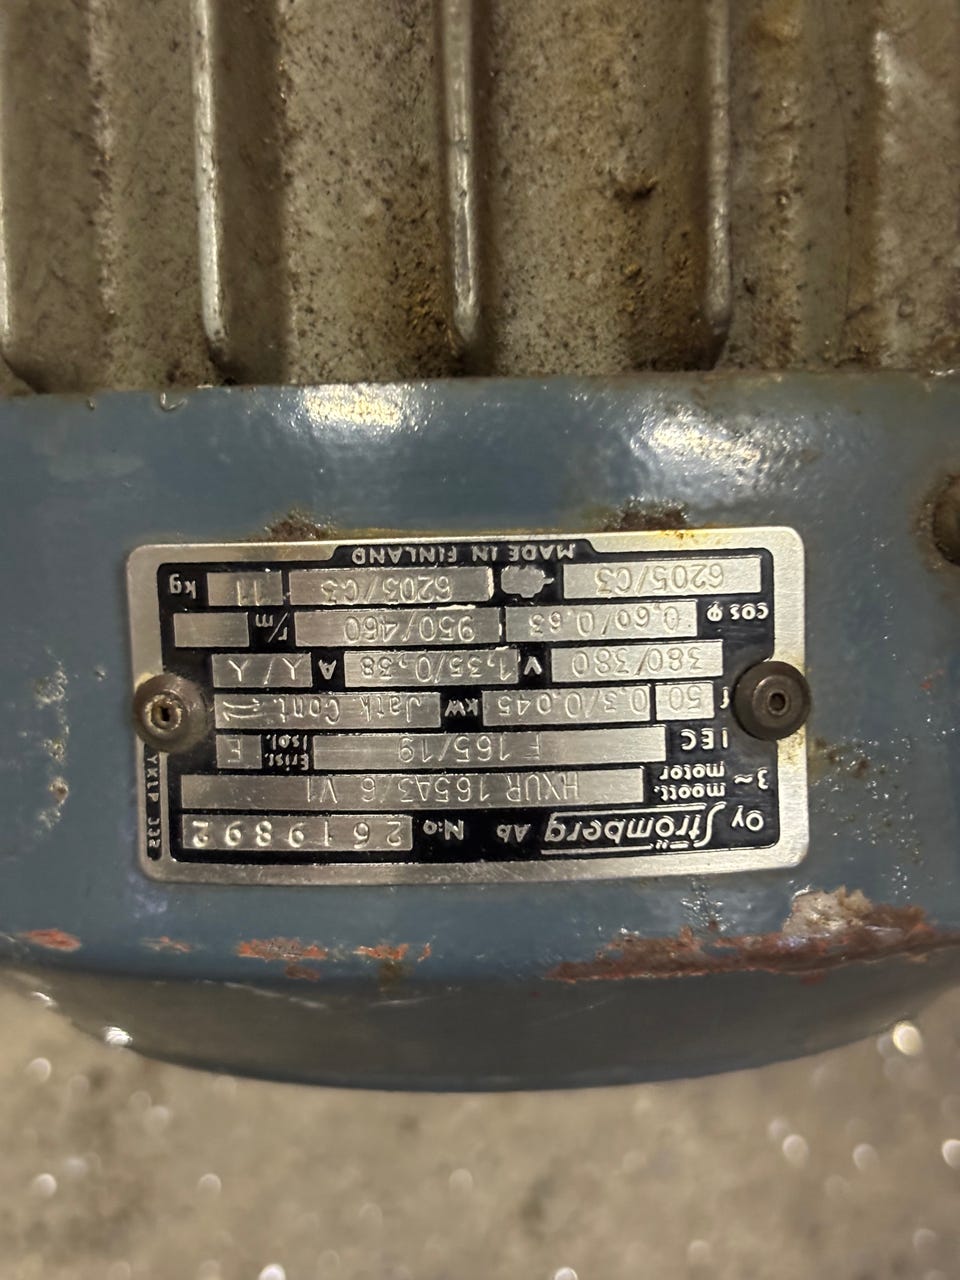 Oy Strömberg Ab N:o 2619892
3~ moott. motor HXUR 165A3/6 V1
IEC F 165/19 Erist. Isol. E
f 50 0,3/0,045 kW Jatk. Cont.
380/380 V 1,35/0,38 A Y/Y
cos φ 0,60/0,63 950/460 r/m
6205/C3 6203/C3 11 kg
MADE IN FINLAND